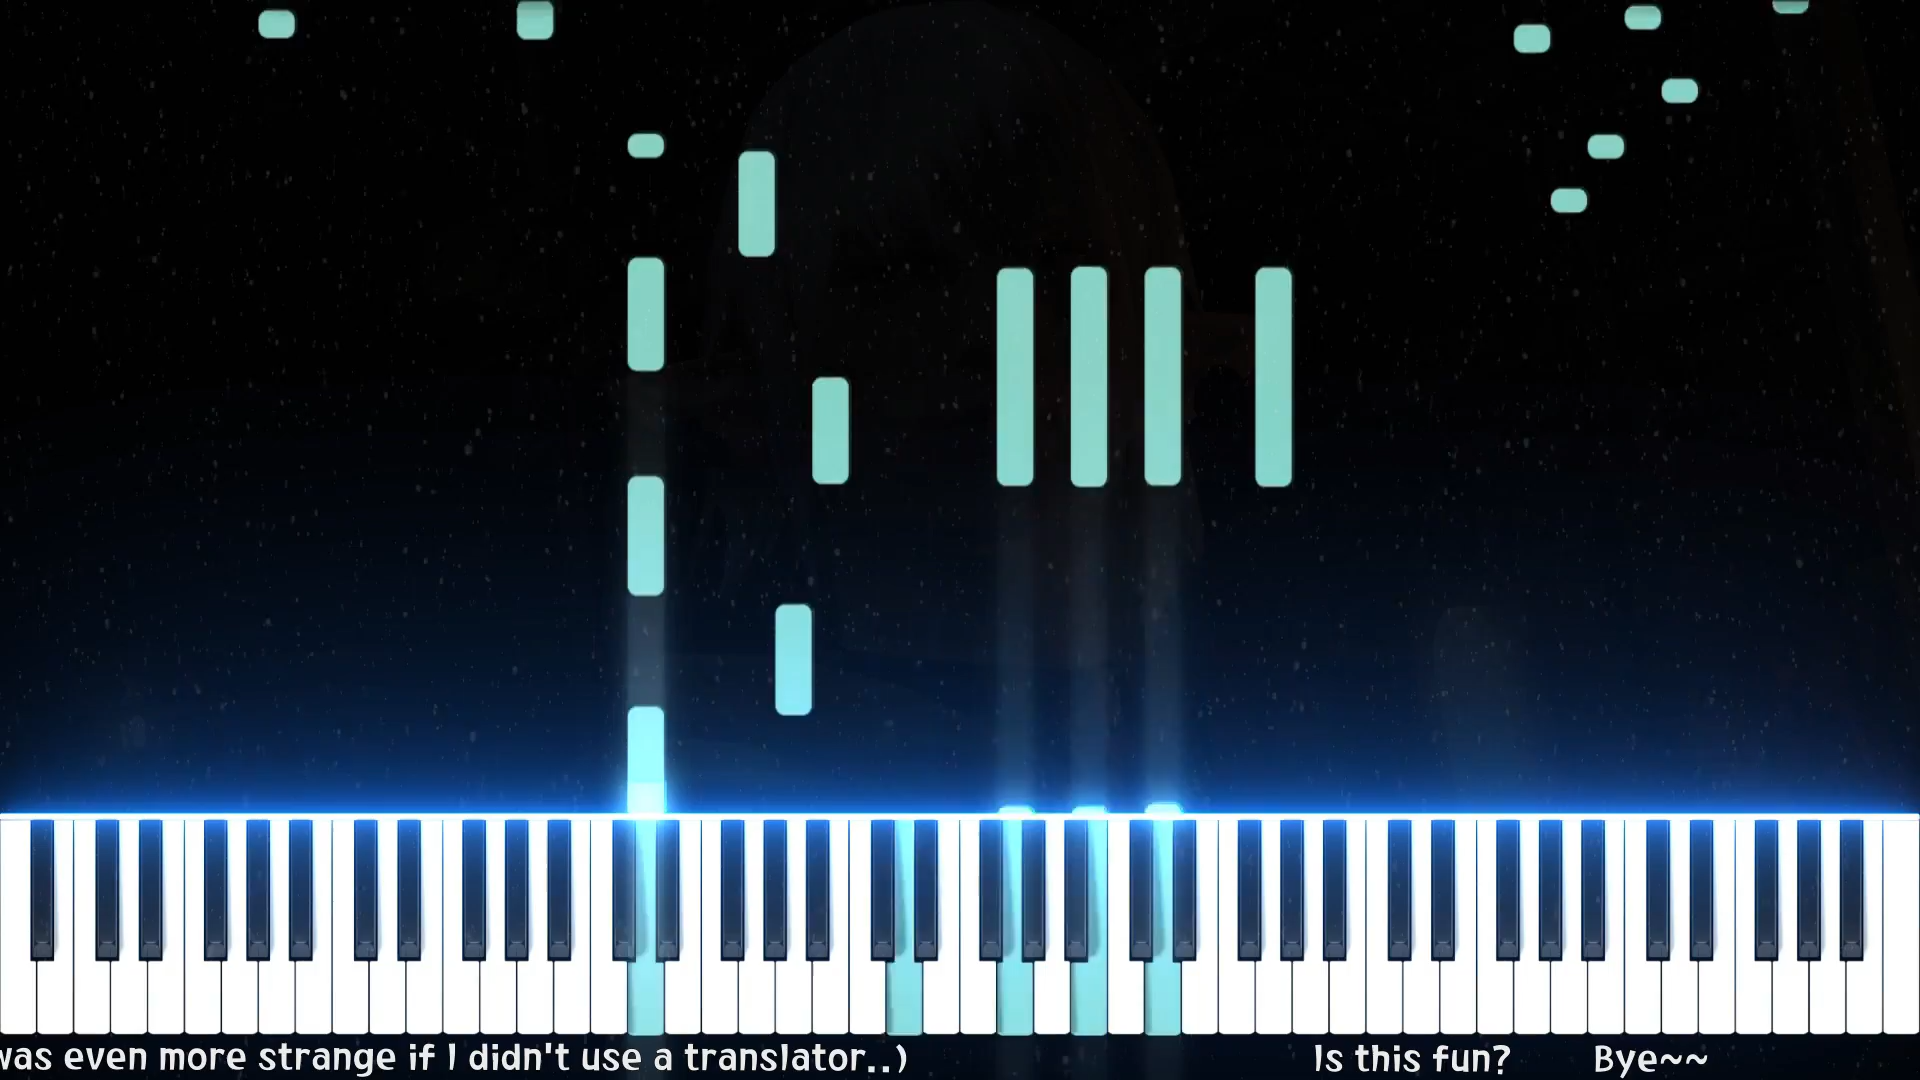 was even more strange if I didn't use a translator..) Is this fun? Bye~~